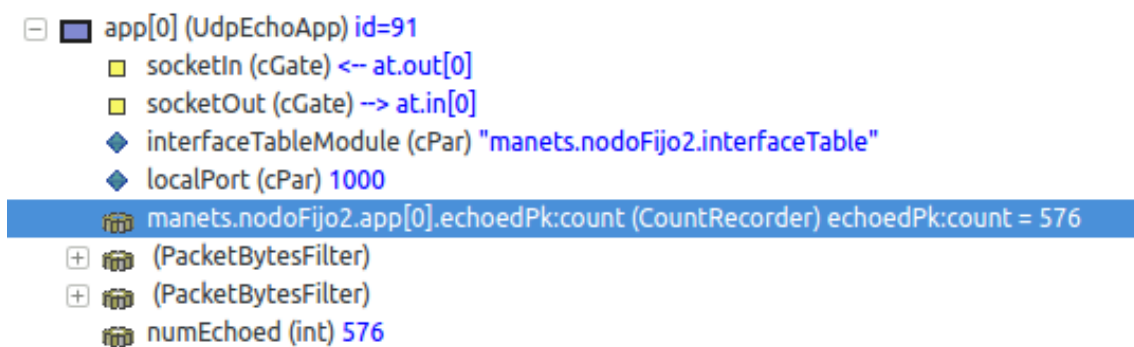 app[0] (UdpEchoApp) id=91
socketIn (cGate) <-- at.out[0]
socketOut (cGate) --> at.in[0]
interfaceTableModule (cPar) "manets.nodoFijo2.interfaceTable"
localPort (cPar) 1000
manets.nodoFijo2.app[0].echoedPk:count (CountRecorder) echoedPk:count = 576
(PacketBytesFilter)
(PacketBytesFilter)
numEchoed (int) 576